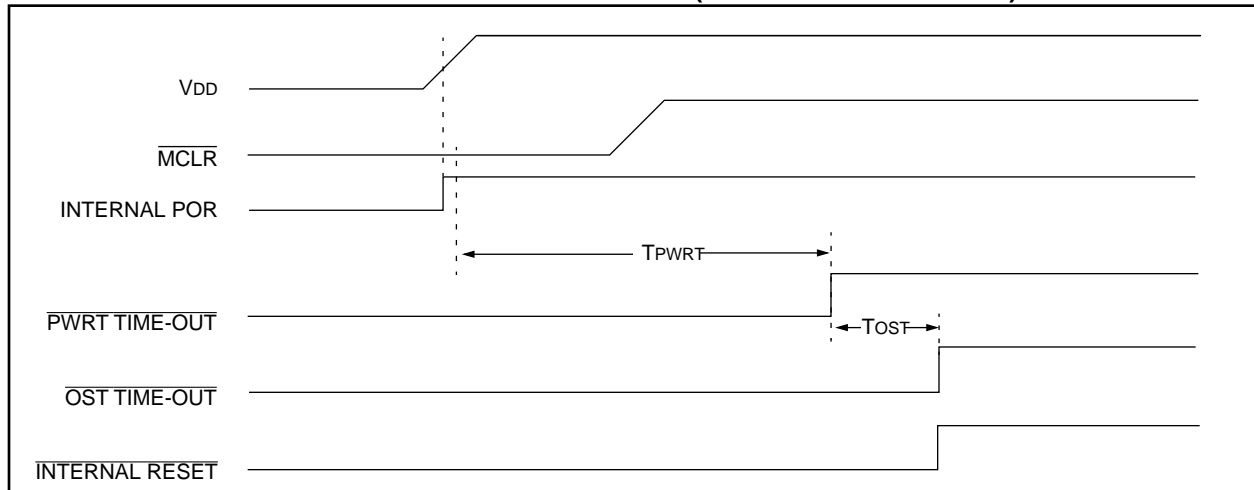 VDD
MCLR
INTERNAL POR
TPWRT
PWRT TIME-OUT
TOST
OST TIME-OUT
INTERNAL RESET